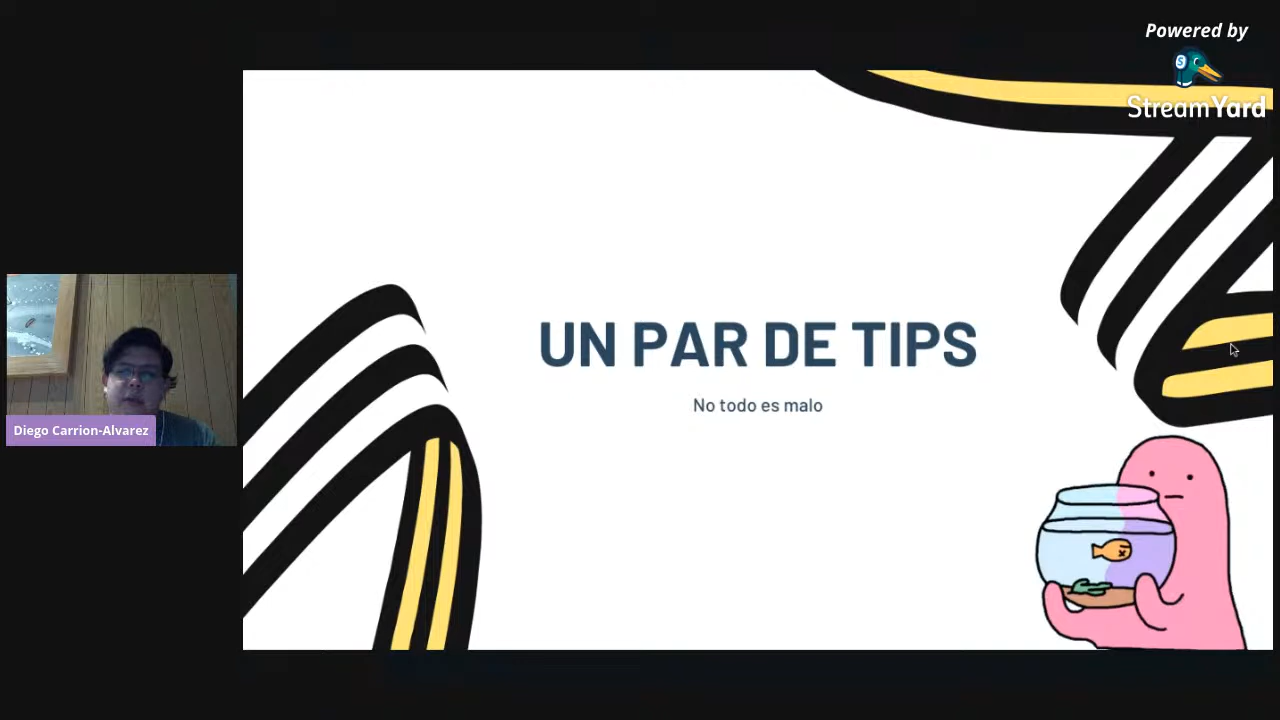 Powered by
StreamYard
UN PAR DE TIPS
No todo es malo
Diego Carrion-Alvarez